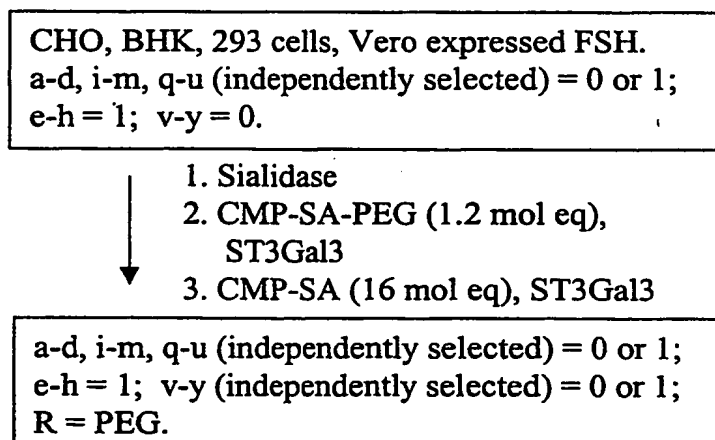 CHO, BHK, 293 cells, Vero expressed FSH.
a-d, i-m, q-u (independently selected) = 0 or 1;
e-h = 1; v-y = 0.
1. Sialidase
2. CMP-SA-PEG (1.2 mol eq),
ST3Gal3
3. CMP-SA (16 mol eq), ST3Gal3
a-d, i-m, q-u (independently selected) = 0 or 1;
e-h = 1; v-y (independently selected) = 0 or 1;
R = PEG.